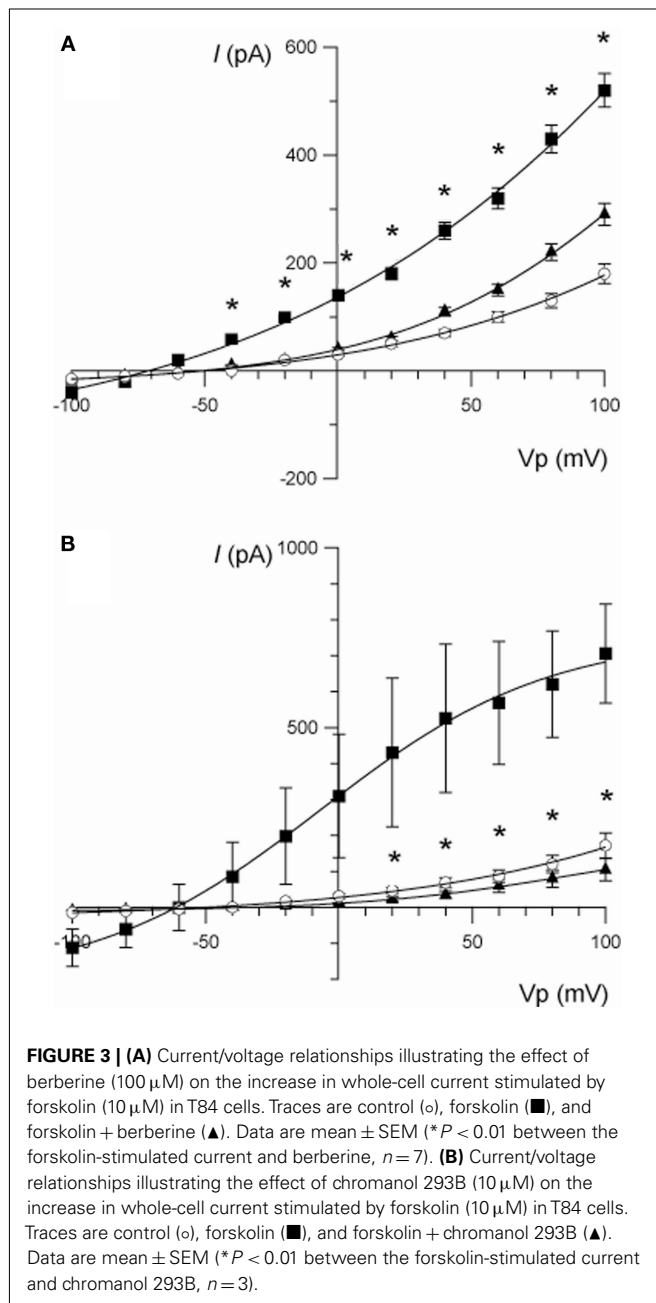 A
I (pA)
600
*
*
*
400
*
*
*
200
*
*
-100
-50
50
100
Vp (mV)
-200
B
I (pA)
1000
500
*
*
*
*
*
-100
-50
50
100
Vp (mV)
FIGURE 3 | (A) Current/voltage relationships illustrating the effect of
berberine (100 μM) on the increase in whole-cell current stimulated by
forskolin (10 μM) in T84 cells. Traces are control (○), forskolin (■), and
forskolin + berberine (▲). Data are mean ± SEM (*P < 0.01 between the
forskolin-stimulated current and berberine, n = 7). (B) Current/voltage
relationships illustrating the effect of chromanol 293B (10 μM) on the
increase in whole-cell current stimulated by forskolin (10 μM) in T84 cells.
Traces are control (○), forskolin (■), and forskolin + chromanol 293B (▲).
Data are mean ± SEM (*P < 0.01 between the forskolin-stimulated current
and chromanol 293B, n = 3).